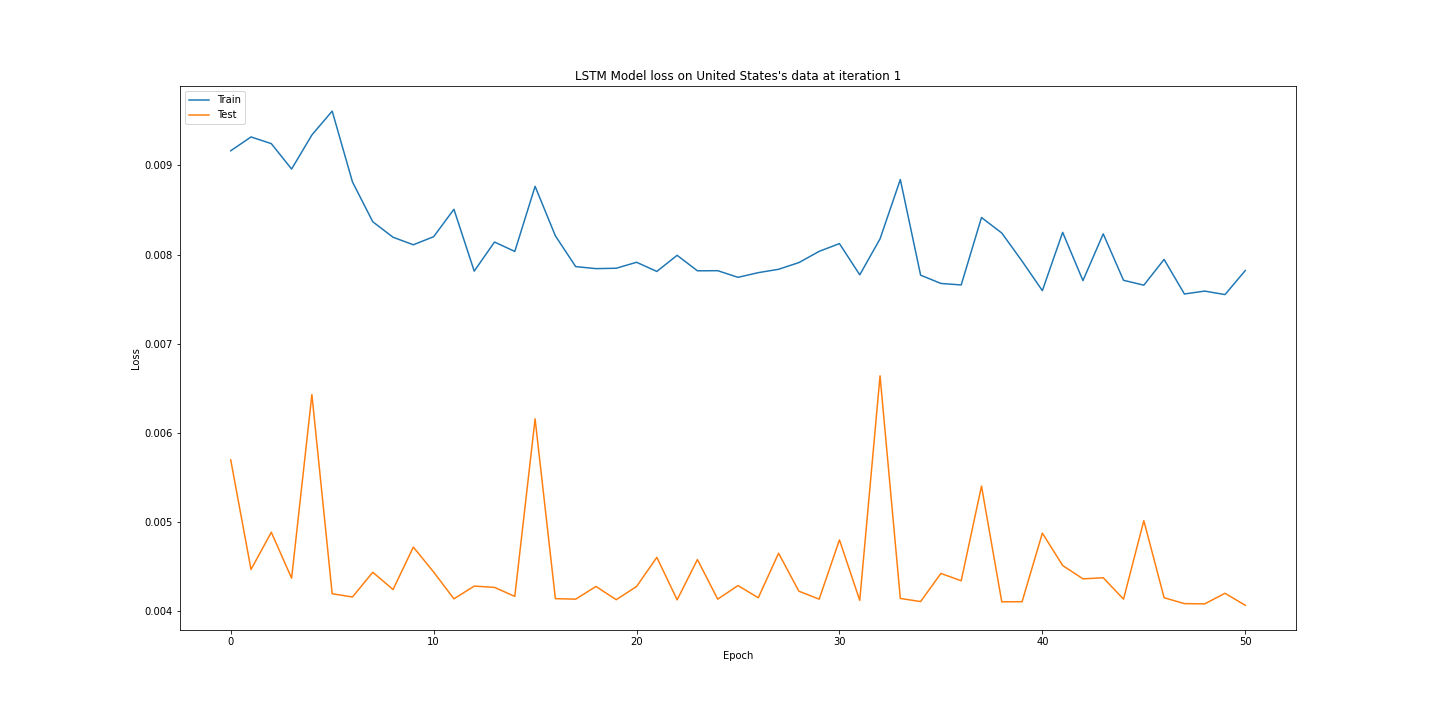 LSTM Model loss on United States's data at iteration 1
Train
Test
0.009
0.008
0.007
0.006
0.005
0.004
Loss
0 10 20 30 40 50
Epoch